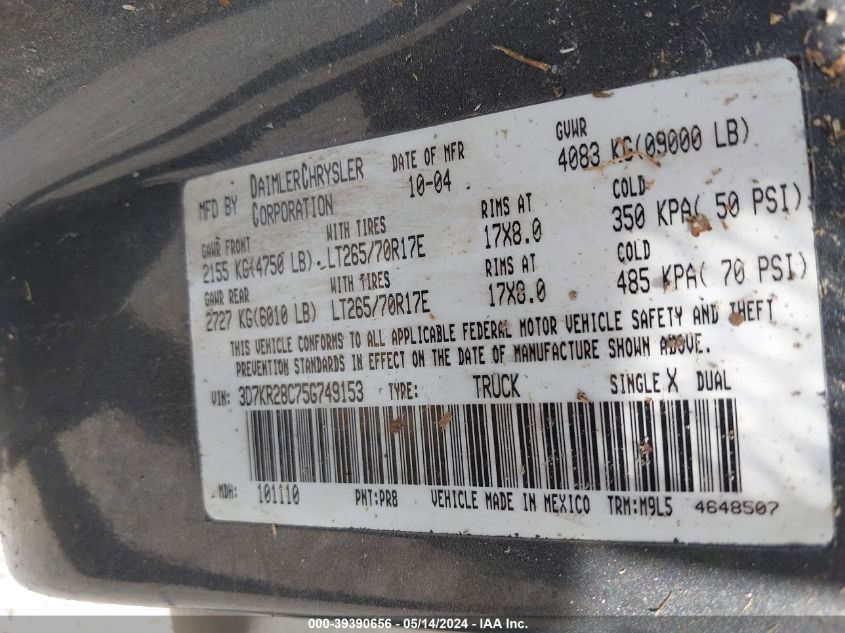 MFD BY DAIMLERCHRYSLER CORPORATION DATE OF MFR 10-04 GVWR 4083 KG(09000 LB)
GAWR FRONT WITH TIRES RIMS AT COLD
2155 KG(4750 LB) LT265/70R17E 17X8.0 350 KPA( 50 PSI)
GAWR REAR WITH TIRES RIMS AT COLD
2727 KG(6010 LB) LT265/70R17E 17X8.0 485 KPA( 70 PSI)
THIS VEHICLE CONFORMS TO ALL APPLICABLE FEDERAL MOTOR VEHICLE SAFETY AND THEFT
PREVENTION STANDARDS IN EFFECT ON THE DATE OF MANUFACTURE SHOWN ABOVE.
VIN: 3D7KR28C75G749153 TYPE: TRUCK SINGLE X DUAL
MDH: 101110 PNT:PR8 VEHICLE MADE IN MEXICO TRM:M9L5 4648507
000-39390656 - 05/14/2024 - © COPYRIGHT 2024 IAA, Inc.